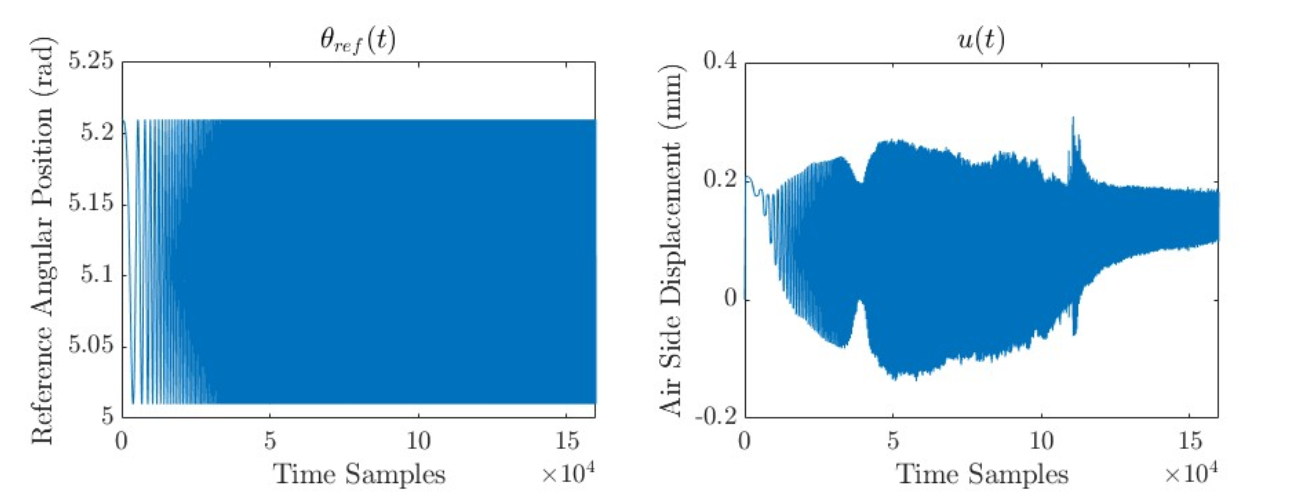 θ_ref(t)
Reference Angular Position (rad)
5.25
5.2
5.15
5.1
5.05
5
0 5 10 15
×10⁴
Time Samples
u(t)
Air Side Displacement (mm)
0.4
0.2
0
-0.2
0 5 10 15
×10⁴
Time Samples